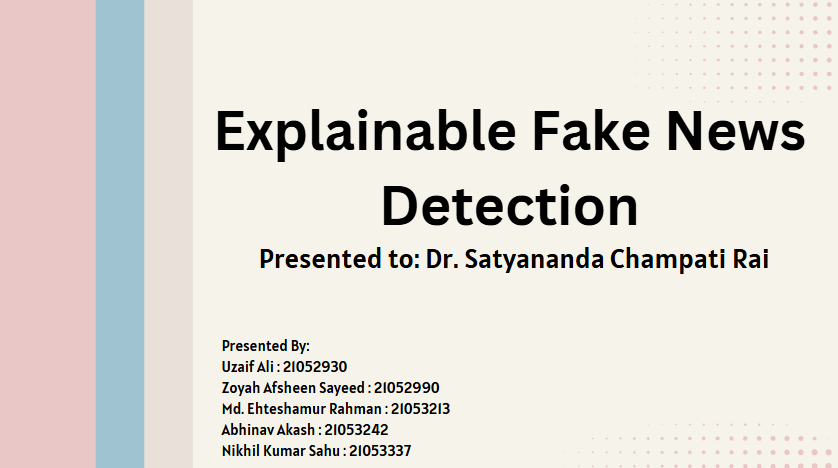 Explainable Fake News
Detection
Presented to: Dr. Satyananda Champati Rai
Presented By:
Uzaif Ali : 21052930
Zoyah Afsheen Sayeed : 21052990
Md. Ehteshamur Rahman : 21053213
Abhinav Akash : 21053242
Nikhil Kumar Sahu : 21053337